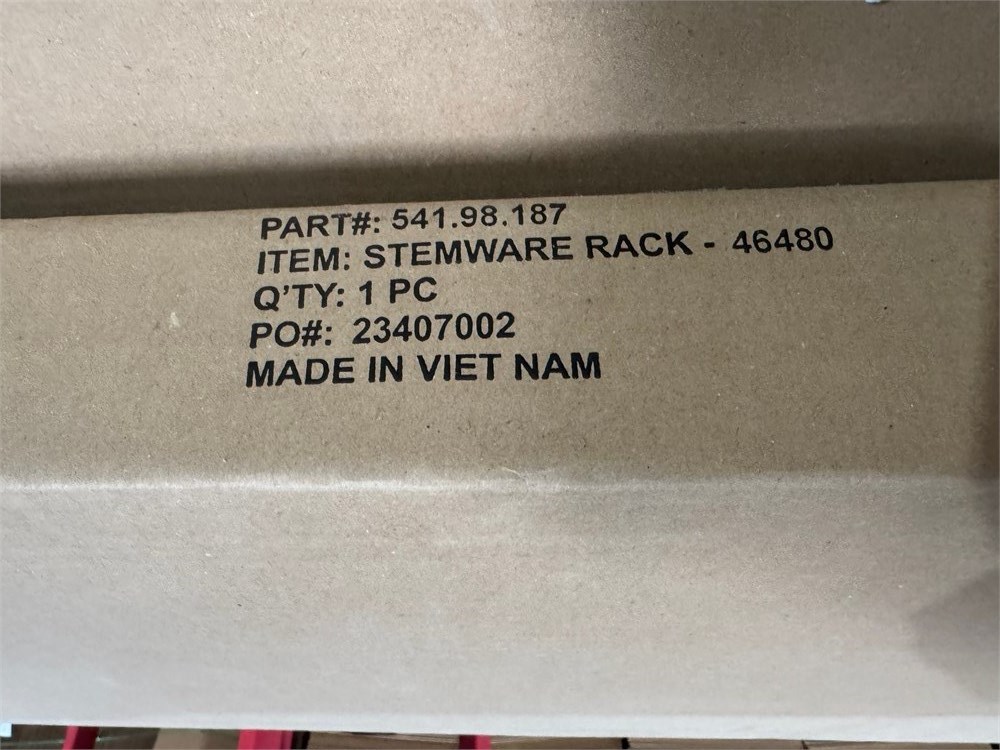 PART#: 541.98.187
ITEM: STEMWARE RACK - 46480
Q'TY: 1 PC
PO#: 23407002
MADE IN VIET NAM